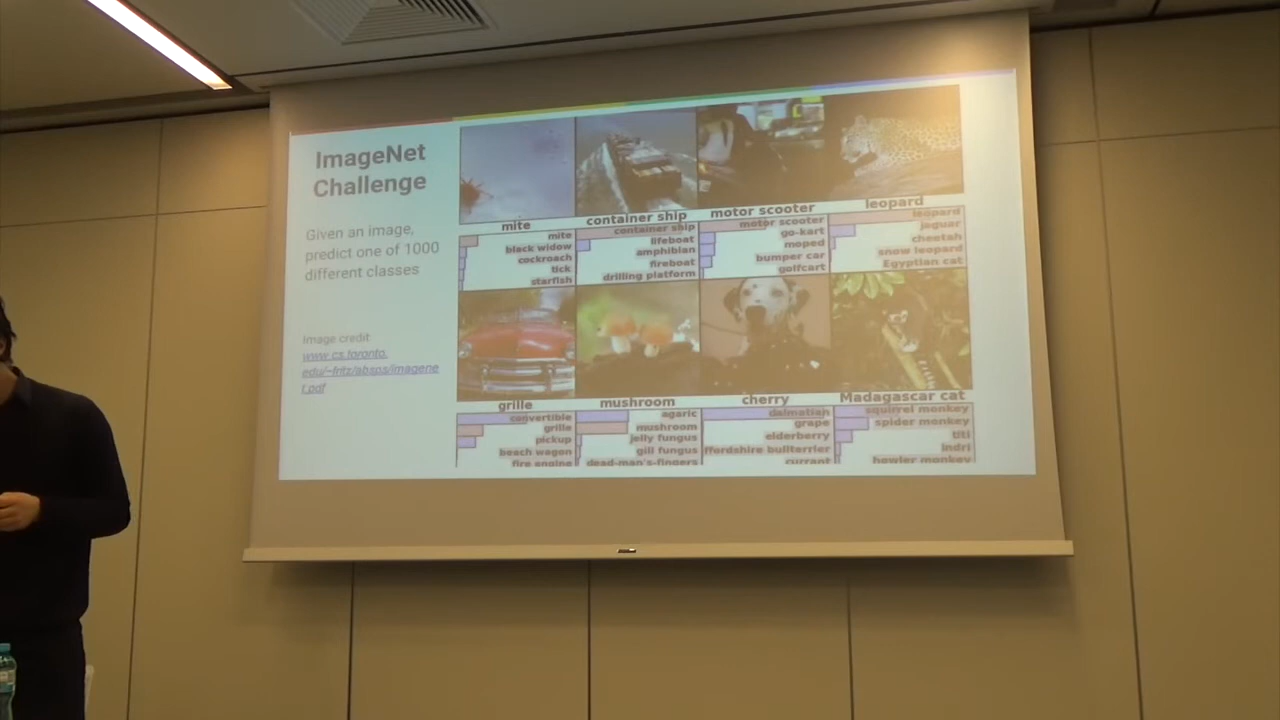 ImageNet
Challenge
Given an image,
predict one of 1000
different classes
Image credit
www.cs.toronto.
edu/~fritz/absps/imagene
t.pdf
mite
container ship
motor scooter
leopard
mite
black widow
cockroach
tick
starfish
container ship
lifeboat
amphibian
fireboat
drilling platform
motor scooter
go-kart
moped
bumper car
golfcart
leopard
jaguar
cheetah
snow leopard
Egyptian cat
grille
mushroom
cherry
Madagascar cat
convertible
grille
pickup
beach wagon
fire engine
agaric
mushroom
jelly fungus
gill fungus
dead-man's-fingers
dalmatian
grape
elderberry
ffordshire bullterrier
currant
squirrel monkey
spider monkey
titi
indri
howler monkey